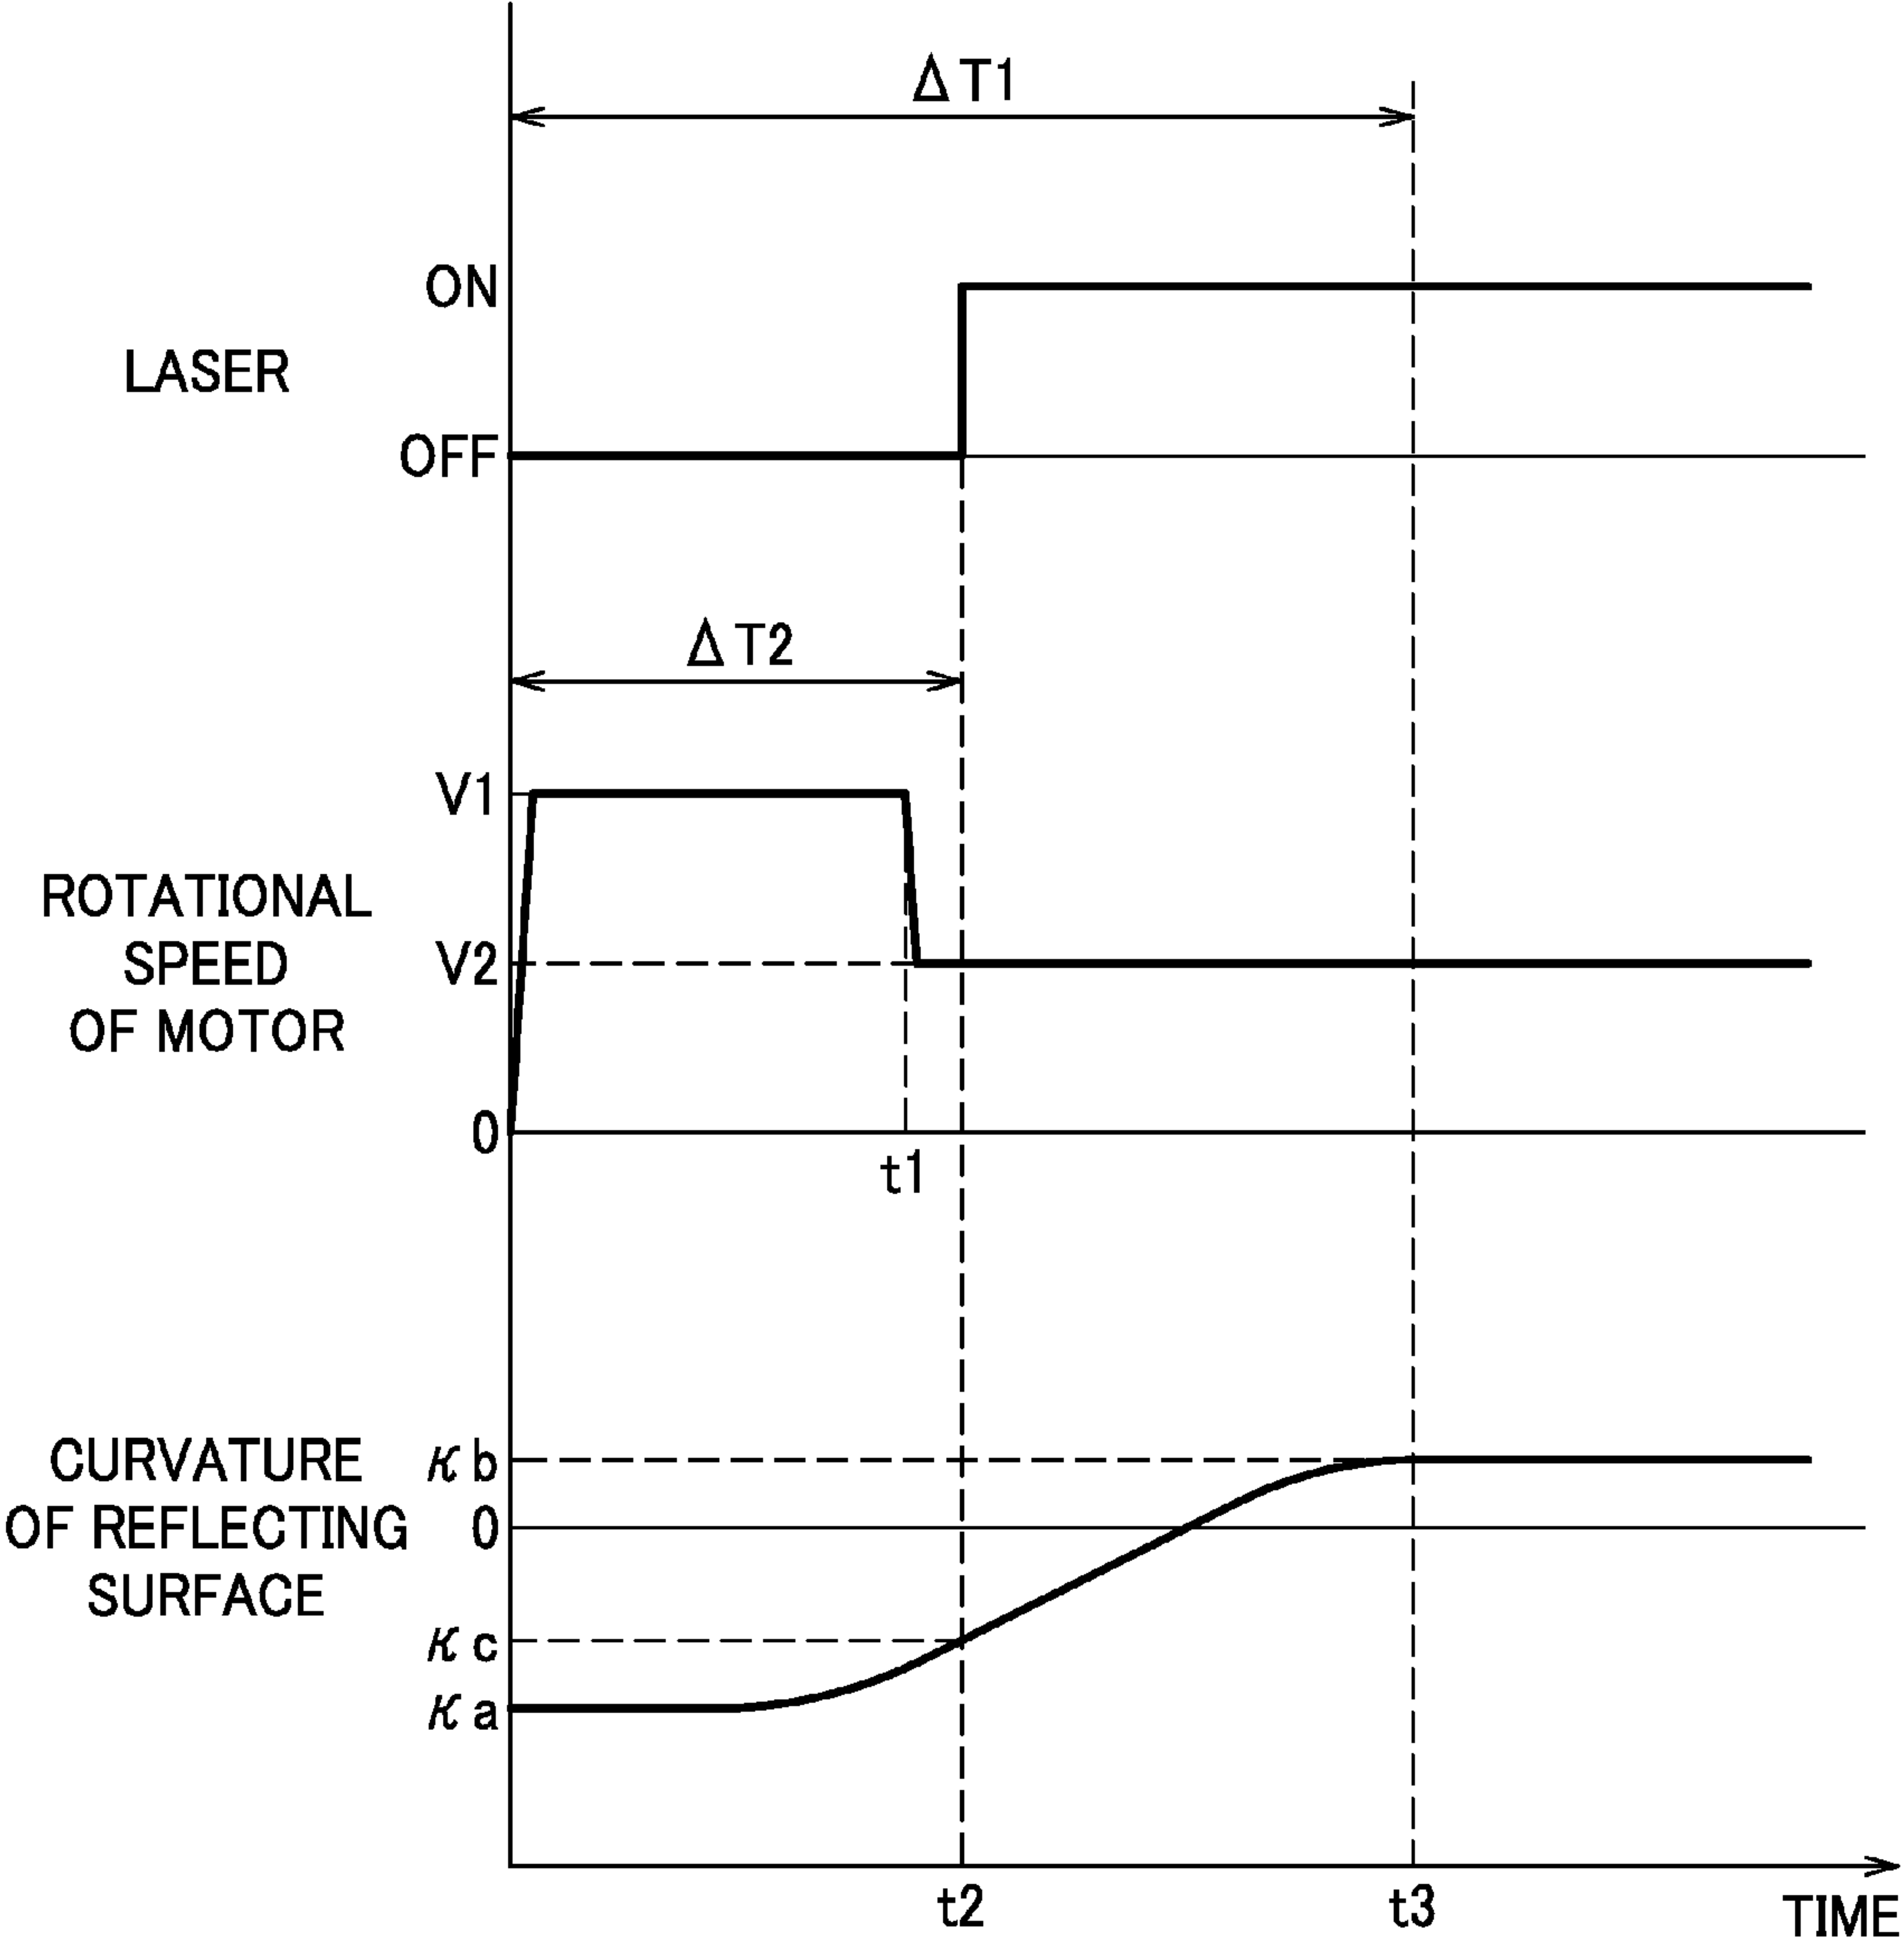 ΔT1
ON
LASER
OFF
ΔT2
V1
ROTATIONAL
SPEED
OF MOTOR
V2
0
t1
CURVATURE
OF REFLECTING
SURFACE
κb
0
κc
κa
t2
t3
TIME